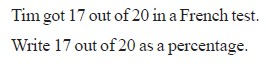 Tim got 17 out of 20 in a French test.
Write 17 out of 20 as a percentage.